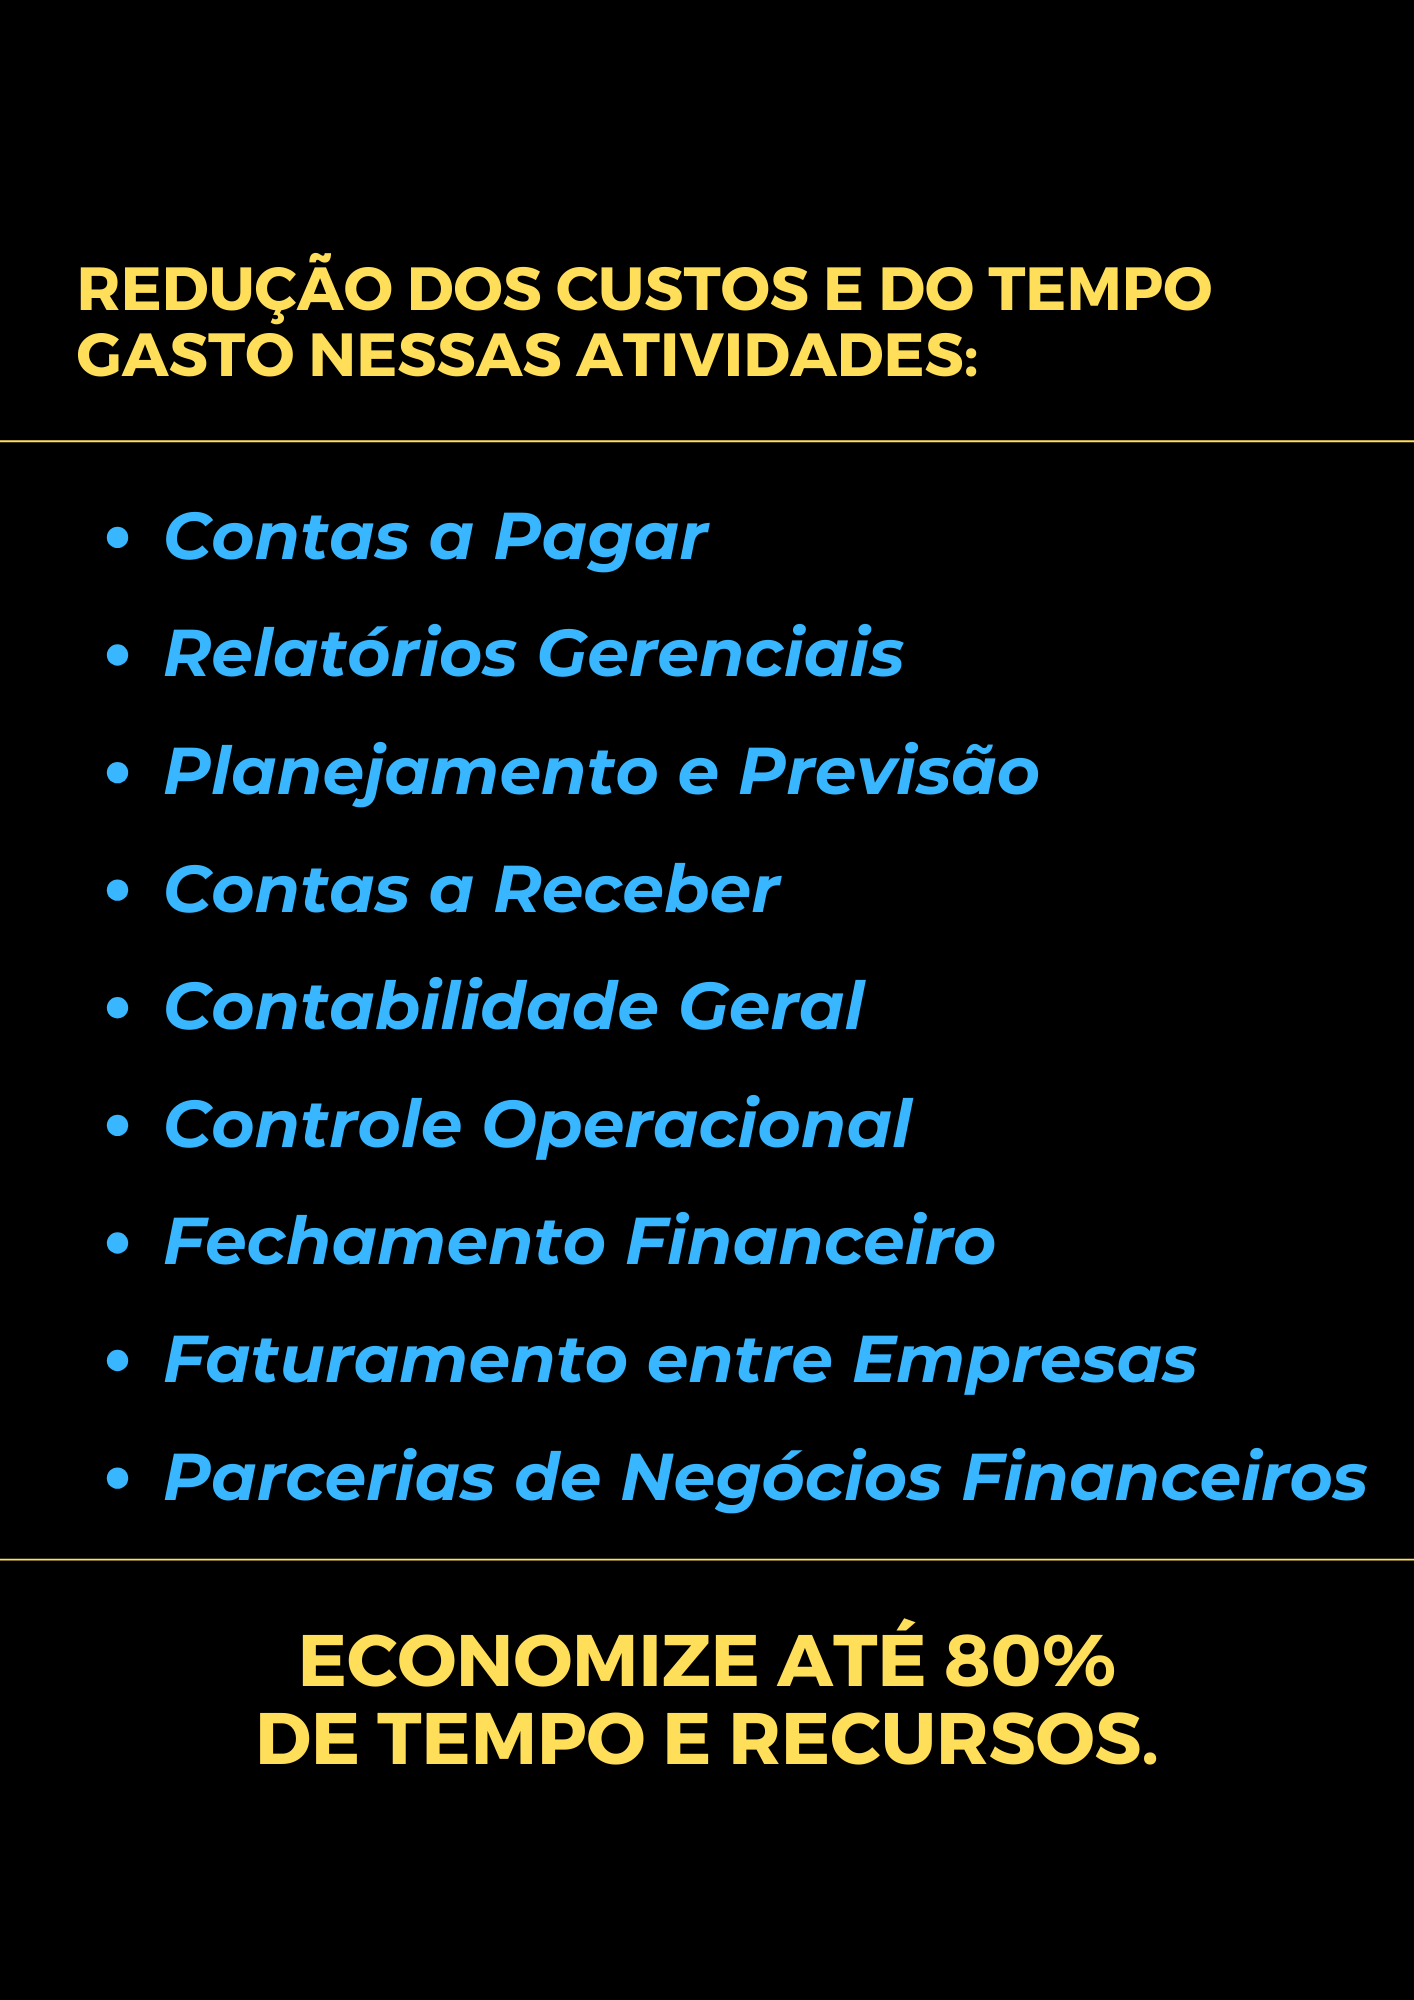 REDUÇÃO DOS CUSTOS E DO TEMPO
GASTO NESSAS ATIVIDADES:
• Contas a Pagar
• Relatórios Gerenciais
• Planejamento e Previsão
• Contas a Receber
• Contabilidade Geral
• Controle Operacional
• Fechamento Financeiro
• Faturamento entre Empresas
• Parcerias de Negócios Financeiros
ECONOMIZE ATÉ 80%
DE TEMPO E RECURSOS.